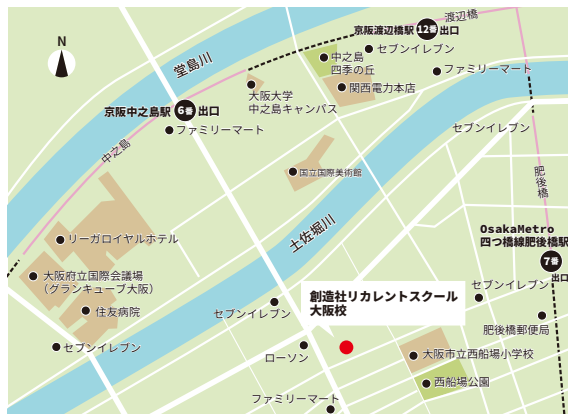 N
堂島川
京阪渡辺橋駅 12番 出口
渡辺橋
セブンイレブン
中之島
四季の丘
ファミリーマート
関西電力本店
大阪大学
中之島キャンパス
京阪中之島駅 6番 出口
ファミリーマート
中之島
セブンイレブン
国立国際美術館
肥後橋
土佐堀川
OsakaMetro
四つ橋線肥後橋駅
7番
出口
リーガロイヤルホテル
大阪府立国際会議場
（グランキューブ大阪）
住友病院
セブンイレブン
セブンイレブン
セブンイレブン
創造社リカレントスクール
大阪校
肥後橋郵便局
ローソン
大阪市立西船場小学校
西船場公園
ファミリーマート